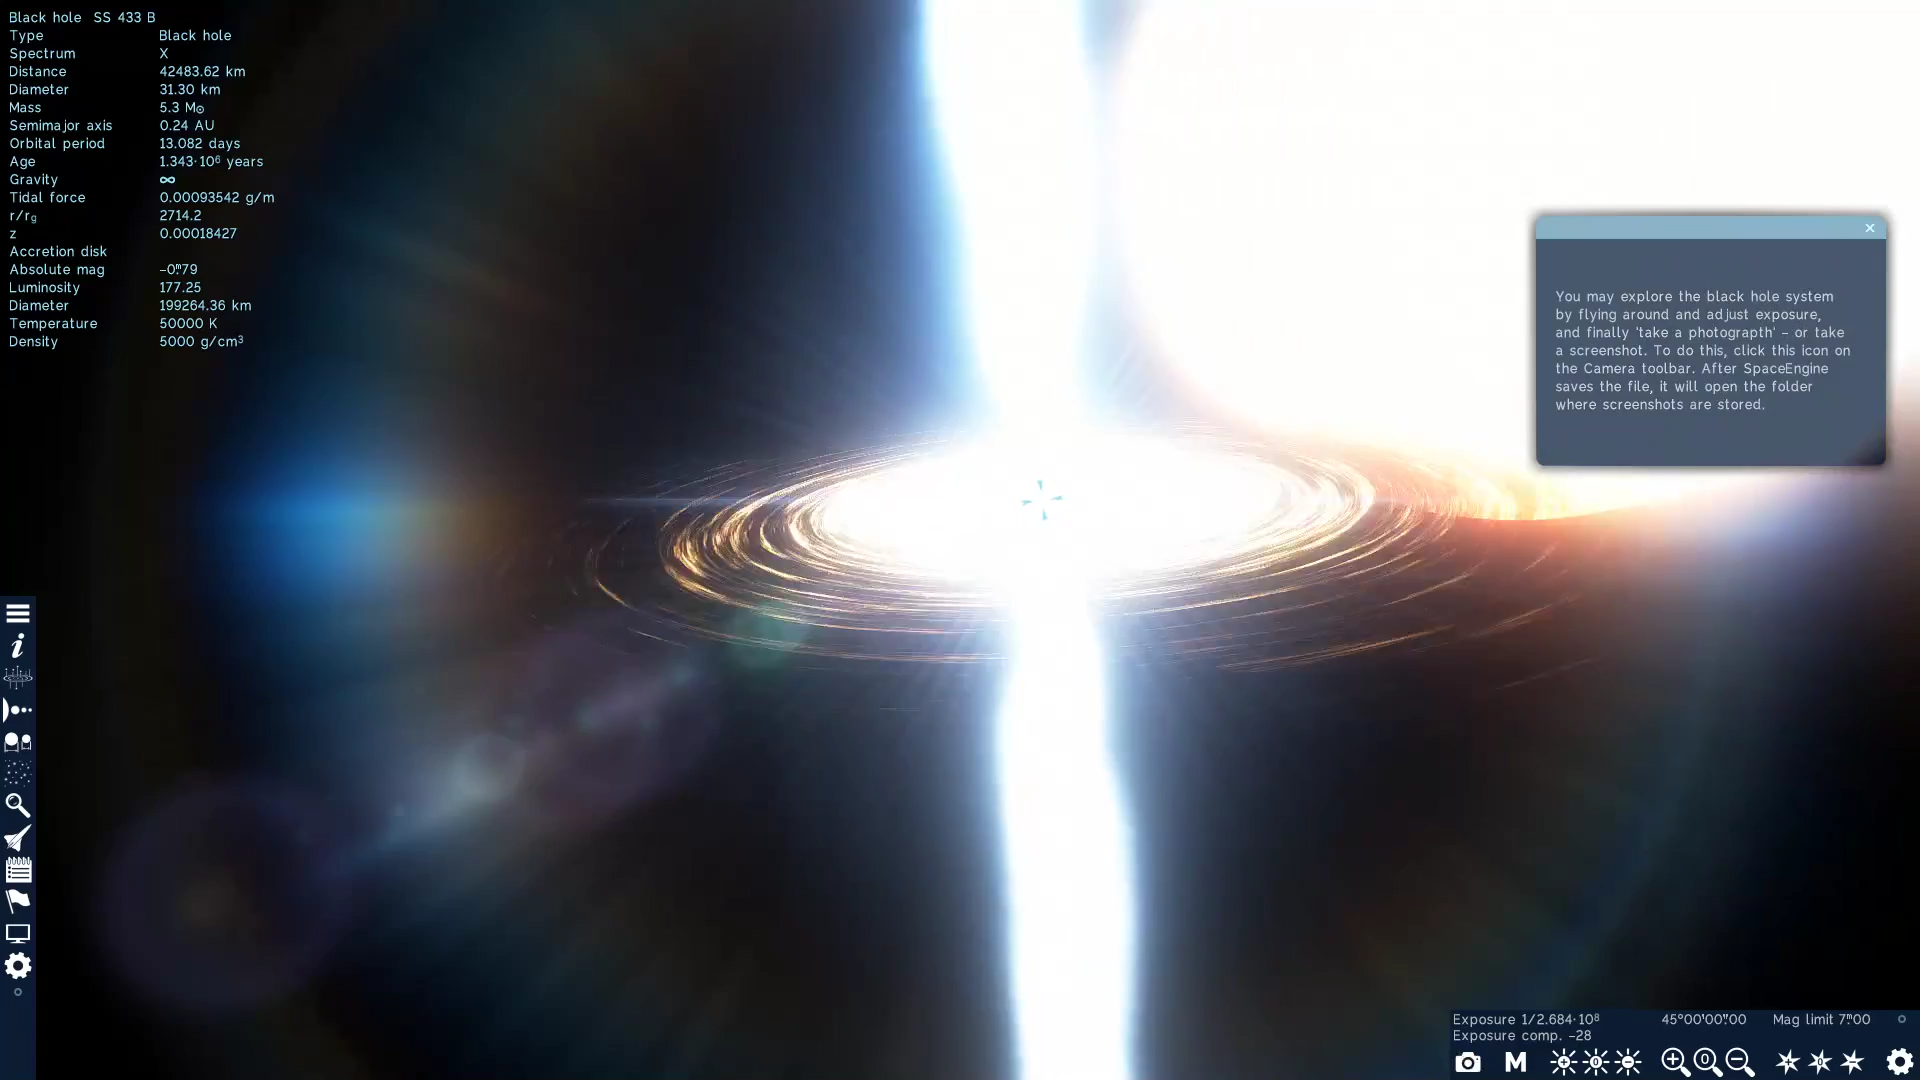 Black hole SS 433 B
Type Black hole
Spectrum X
Distance 42483.62 km
Diameter 31.30 km
Mass 5.3 M☉
Semimajor axis 0.24 AU
Orbital period 13.082 days
Age 1.343·10⁶ years
Gravity ∞
Tidal force 0.00093542 g/m
r/rg 2714.2
z 0.00018427
Accretion disk
Absolute mag −0ᵐ.79
Luminosity 177.25
Diameter 199264.36 km
Temperature 50000 K
Density 5000 g/cm³
You may explore the black hole system
by flying around and adjust exposure,
and finally 'take a photograpth' – or take
a screenshot. To do this, click this icon on
the Camera toolbar. After SpaceEngine
saves the file, it will open the folder
where screenshots are stored.
Exposure 1/2.684·10⁸ 45°00'00".00 Mag limit 7ᵐ.00
Exposure comp. −28
M
0